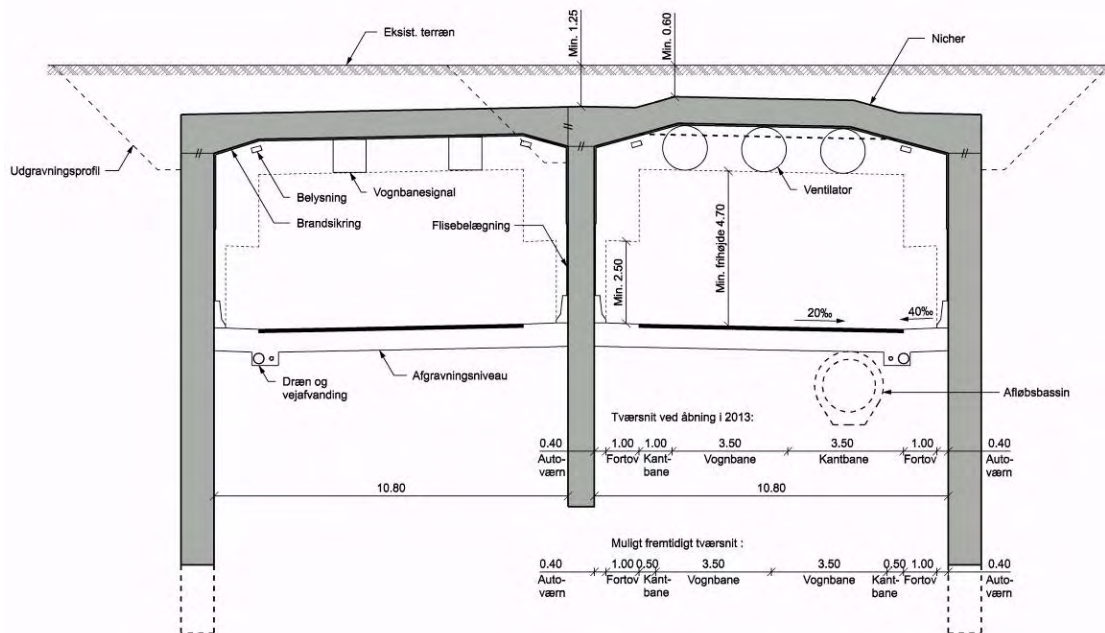 Eksist. terræn
Min. 1.25
Min. 0.60
Nicher
Udgravningsprofil
Belysning
Vognbanesignal
Brandsikring
Flisebelægning
Ventilator
Min. 2.50
Min. frihøjde 4.70
20‰
40‰
Dræn og
vejafvanding
Afgravningsniveau
Afløbsbassin
Tværsnit ved åbning i 2013:
0.40 1.00 1.00 3.50 3.50 1.00 0.40
Auto- Fortov Kant- Vognbane Kantbane Fortov Auto-
værn bane værn
10.80 10.80
Muligt fremtidigt tværsnit :
0.40 1.00 0.50 3.50 3.50 0.50 1.00 0.40
Auto- Fortov Kant- Vognbane Vognbane Kant- Fortov Auto-
værn bane bane værn